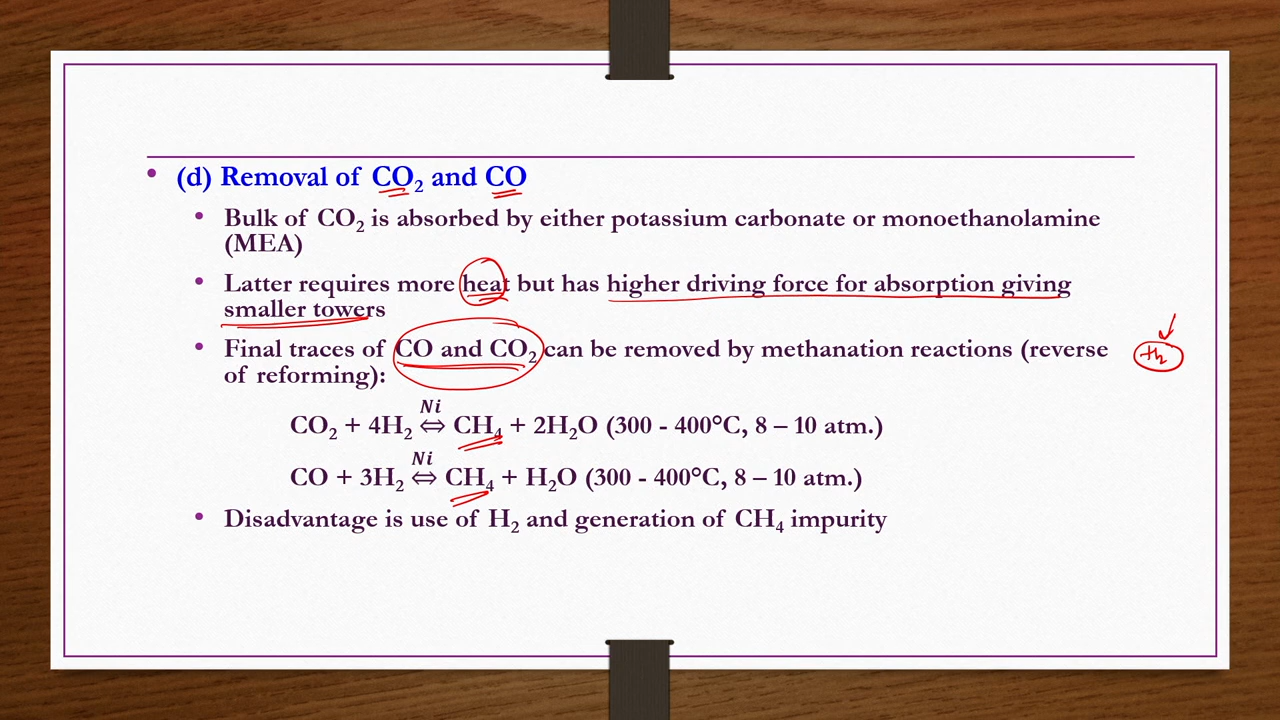 • (d) Removal of CO₂ and CO
• Bulk of CO₂ is absorbed by either potassium carbonate or monoethanolamine
(MEA)
• Latter requires more heat but has higher driving force for absorption giving
smaller towers
• Final traces of CO and CO₂ can be removed by methanation reactions (reverse
of reforming):
H₂
Ni
CO₂ + 4H₂ ⇔ CH₄ + 2H₂O (300 - 400°C, 8 – 10 atm.)
Ni
CO + 3H₂ ⇔ CH₄ + H₂O (300 - 400°C, 8 – 10 atm.)
• Disadvantage is use of H₂ and generation of CH₄ impurity